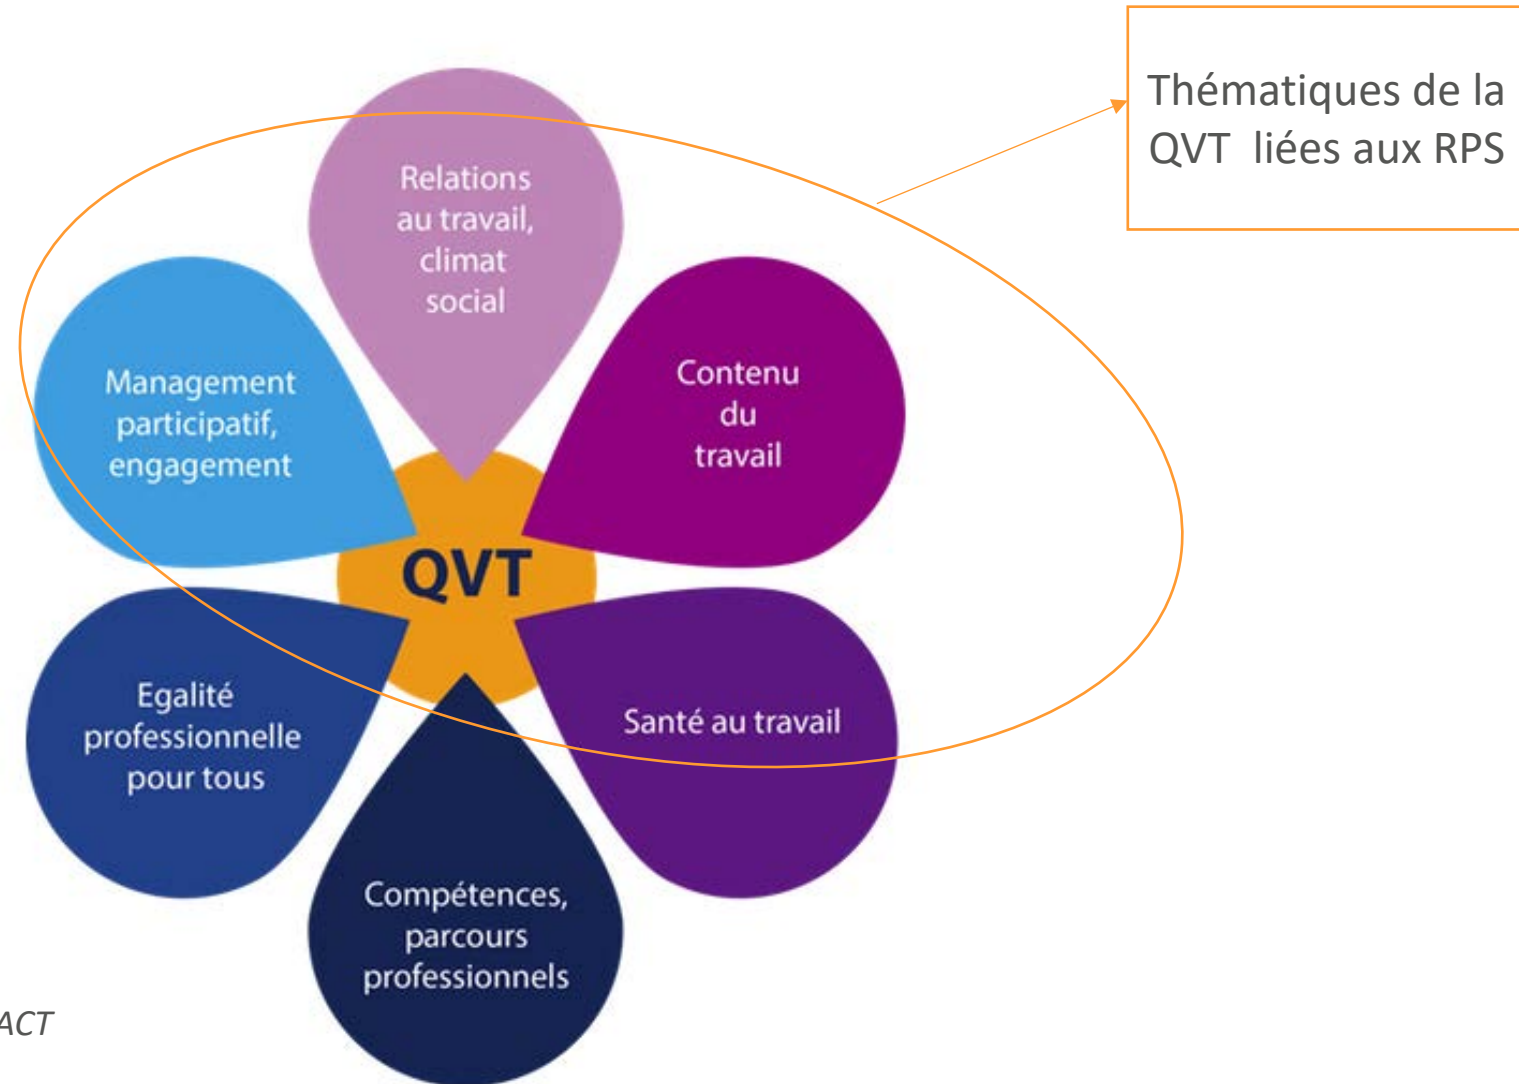 Thématiques de la
QVT liées aux RPS
Relations
au travail,
climat
social
Management
participatif,
engagement
Contenu
du
travail
QVT
Egalité
professionnelle
pour tous
Santé au travail
Compétences,
parcours
professionnels
ACT